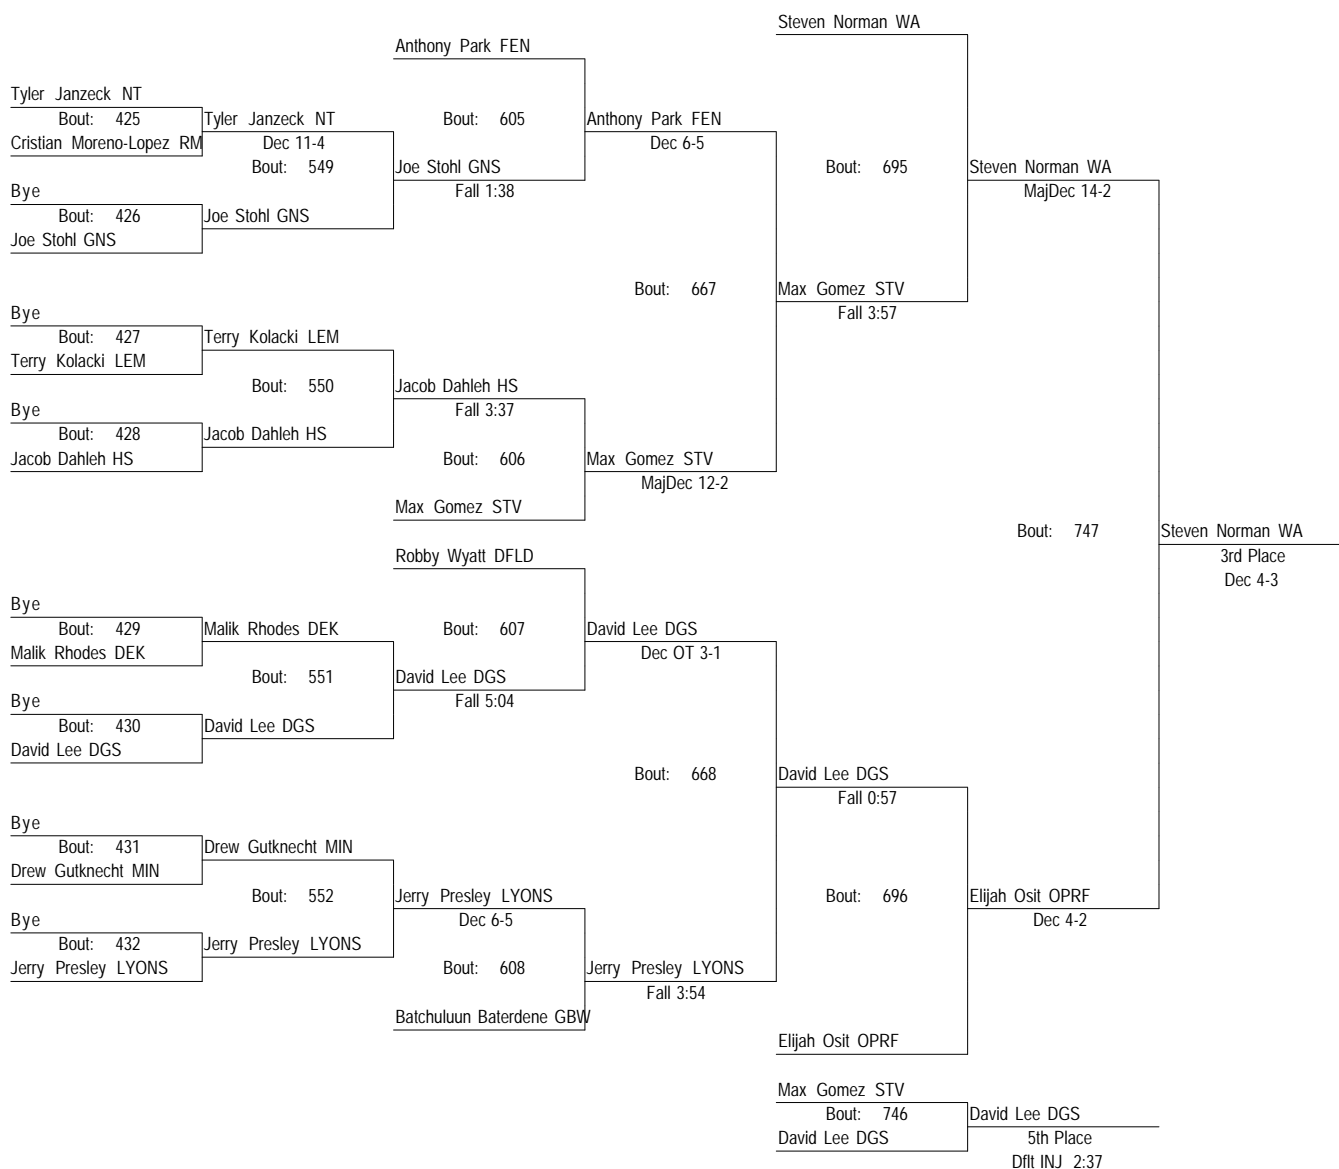 Steven Norman WA
Anthony Park FEN
Tyler Janzeck NT
Bout: 425
Cristian Moreno-Lopez RM
Tyler Janzeck NT
Dec 11-4
Bout: 605
Anthony Park FEN
Dec 6-5
Bout: 549
Joe Stohl GNS
Fall 1:38
Bout: 695
Steven Norman WA
MajDec 14-2
Bye
Bout: 426
Joe Stohl GNS
Joe Stohl GNS
Bout: 667
Max Gomez STV
Fall 3:57
Bye
Bout: 427
Terry Kolacki LEM
Terry Kolacki LEM
Bout: 550
Jacob Dahleh HS
Fall 3:37
Bye
Bout: 428
Jacob Dahleh HS
Jacob Dahleh HS
Bout: 606
Max Gomez STV
MajDec 12-2
Max Gomez STV
Bout: 747
Steven Norman WA
3rd Place
Dec 4-3
Robby Wyatt DFLD
Bye
Bout: 429
Malik Rhodes DEK
Malik Rhodes DEK
Bout: 607
David Lee DGS
Dec OT 3-1
Bout: 551
David Lee DGS
Fall 5:04
Bye
Bout: 430
David Lee DGS
David Lee DGS
Bout: 668
David Lee DGS
Fall 0:57
Bye
Bout: 431
Drew Gutknecht MIN
Drew Gutknecht MIN
Bout: 552
Jerry Presley LYONS
Dec 6-5
Bout: 696
Elijah Osit OPRF
Dec 4-2
Bye
Bout: 432
Jerry Presley LYONS
Jerry Presley LYONS
Bout: 608
Jerry Presley LYONS
Fall 3:54
Batchuluun Baterdene GBW
Elijah Osit OPRF
Max Gomez STV
Bout: 746
David Lee DGS
David Lee DGS
5th Place
Dflt INJ 2:37